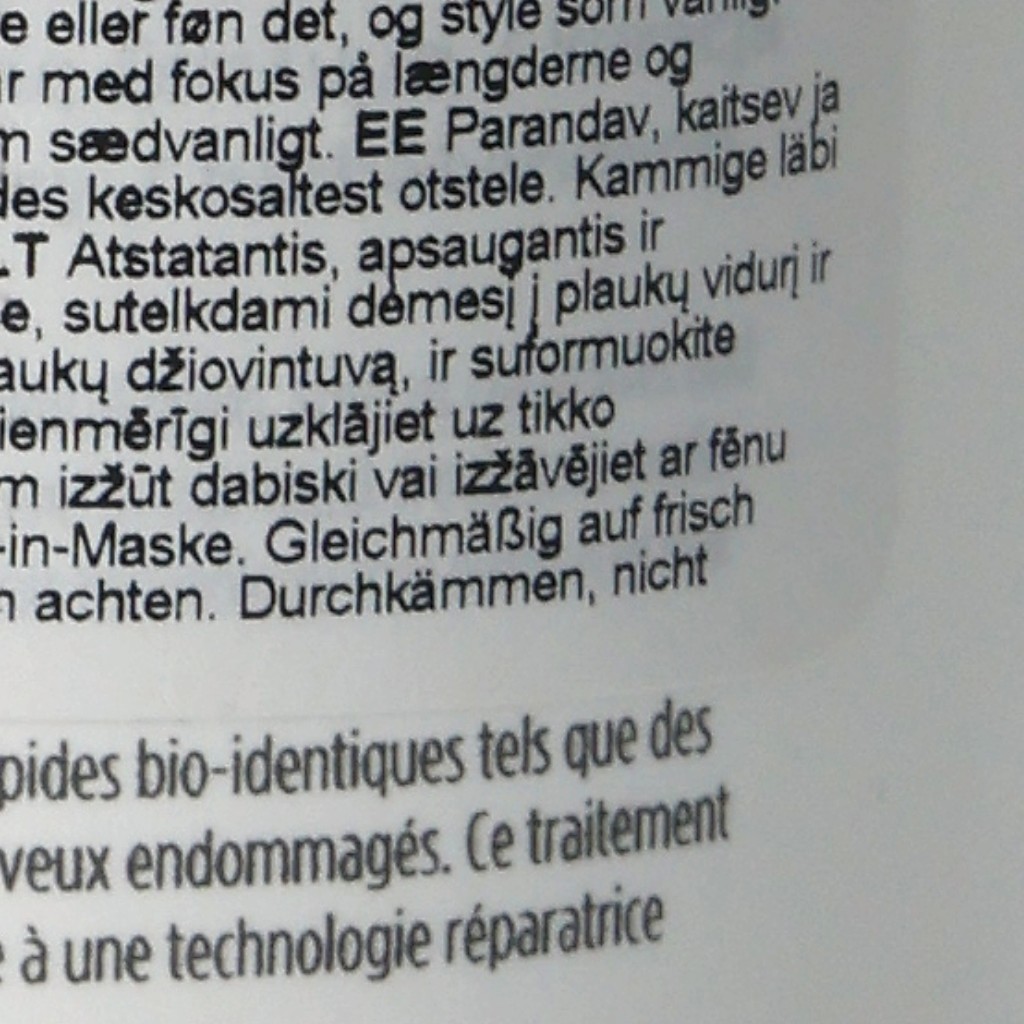 e eller føn det, og style som vanlig.
r med fokus på længderne og
m sædvanligt. EE Parandav, kaitsev ja
des keskosaltest otstele. Kammige läbi
LT Atstatantis, apsaugantis ir
e, sutelkdami dėmesį į plaukų vidurį ir
aukų džiovintuvą, ir suformuokite
ienmērīgi uzklājiet uz tikko
m izžūt dabiski vai izžāvējiet ar fēnu
-in-Maske. Gleichmäßig auf frisch
n achten. Durchkämmen, nicht
pides bio-identiques tels que des
veux endommagés. Ce traitement
e à une technologie réparatrice